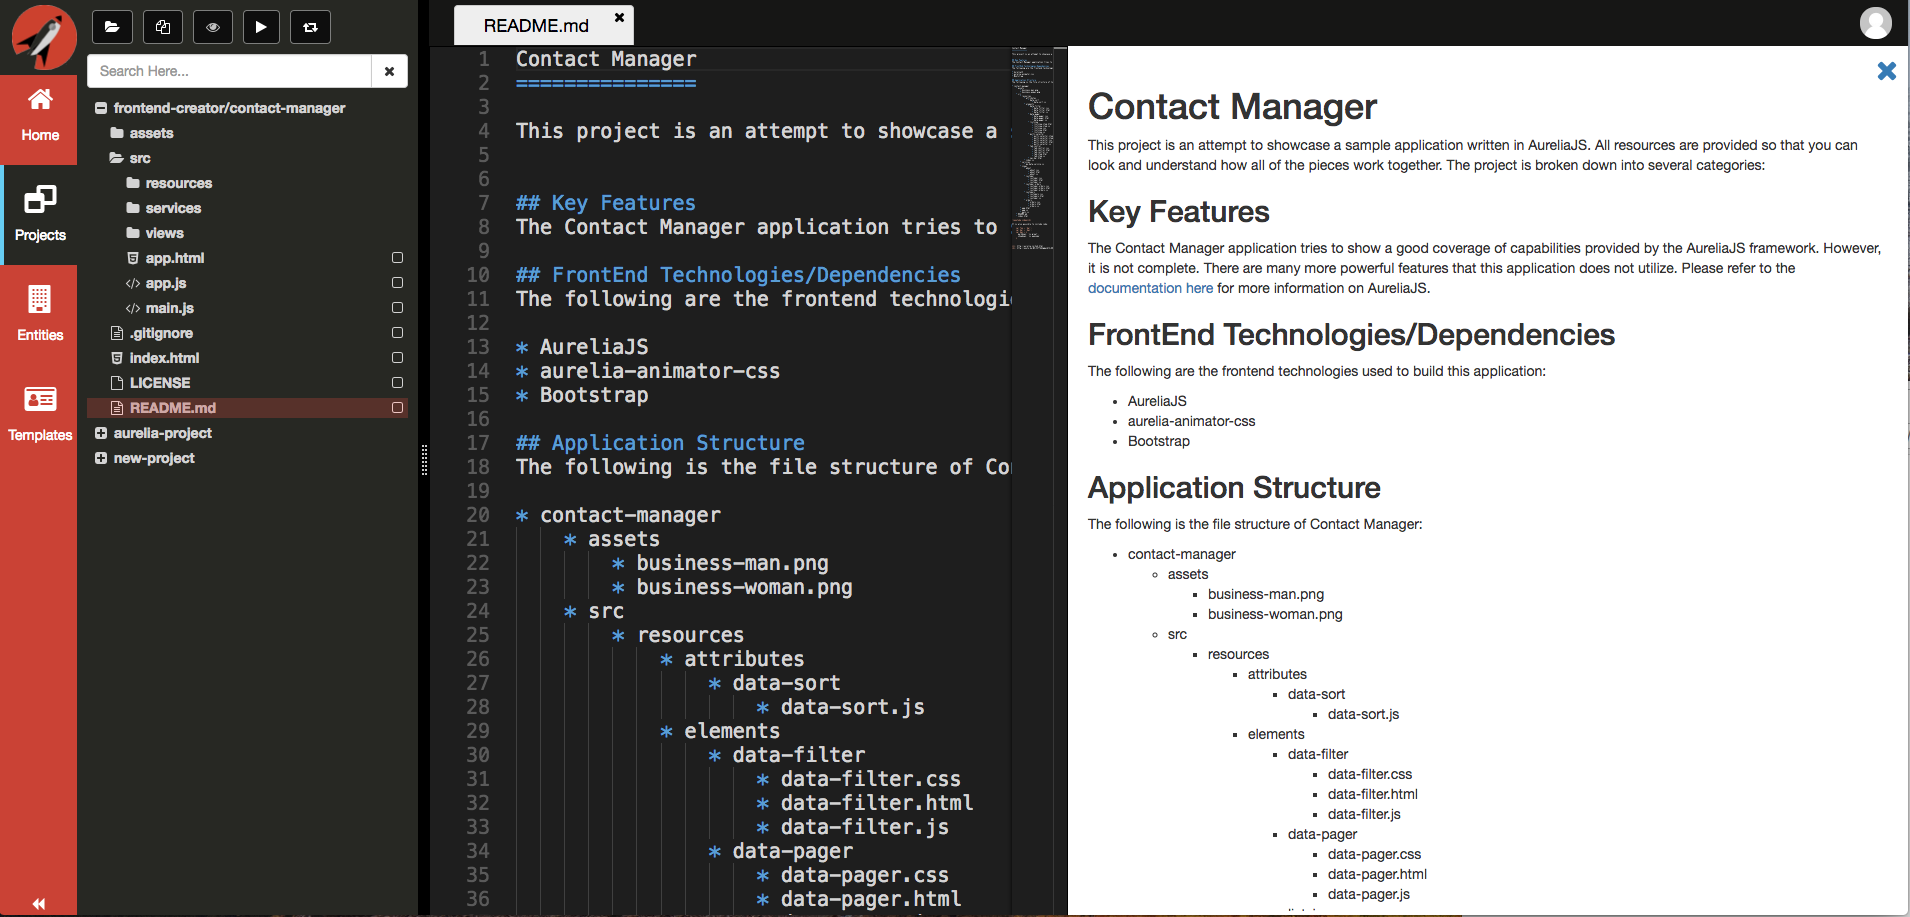 Home
Projects
Entities
Templates
Search Here...
frontend-creator/contact-manager
assets
src
resources
services
views
app.html
app.js
main.js
.gitignore
index.html
LICENSE
README.md
aurelia-project
new-project
README.md
1 Contact Manager
2 ===============
3
4 This project is an attempt to showcase a
5
6
7 ## Key Features
8 The Contact Manager application tries to
9
10 ## FrontEnd Technologies/Dependencies
11 The following are the frontend technologi
12
13 * AureliaJS
14 * aurelia-animator-css
15 * Bootstrap
16
17 ## Application Structure
18 The following is the file structure of Co
19
20 * contact-manager
21 * assets
22 * business-man.png
23 * business-woman.png
24 * src
25 * resources
26 * attributes
27 * data-sort
28 * data-sort.js
29 * elements
30 * data-filter
31 * data-filter.css
32 * data-filter.html
33 * data-filter.js
34 * data-pager
35 * data-pager.css
36 * data-pager.html
Contact Manager
This project is an attempt to showcase a sample application written in AureliaJS. All resources are provided so that you can
look and understand how all of the pieces work together. The project is broken down into several categories:
Key Features
The Contact Manager application tries to show a good coverage of capabilities provided by the AureliaJS framework. However,
it is not complete. There are many more powerful features that this application does not utilize. Please refer to the
documentation here for more information on AureliaJS.
FrontEnd Technologies/Dependencies
The following are the frontend technologies used to build this application:
• AureliaJS
• aurelia-animator-css
• Bootstrap
Application Structure
The following is the file structure of Contact Manager:
• contact-manager
◦ assets
▪ business-man.png
▪ business-woman.png
◦ src
▪ resources
▪ attributes
▪ data-sort
▪ data-sort.js
▪ elements
▪ data-filter
▪ data-filter.css
▪ data-filter.html
▪ data-filter.js
▪ data-pager
▪ data-pager.css
▪ data-pager.html
▪ data-pager.js